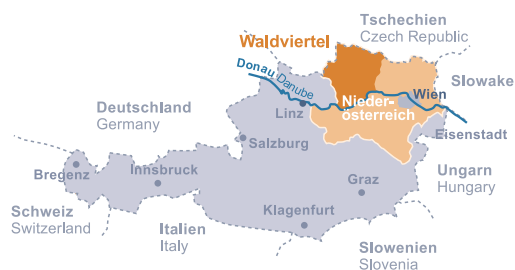 Tschechien
Czech Republic
Waldviertel
Donau Danube
Slowake
Wien
Nieder-
österreich
Linz
Deutschland
Germany
Eisenstadt
Salzburg
Bregenz
Innsbruck
Ungarn
Hungary
Graz
Schweiz
Switzerland
Klagenfurt
Italien
Italy
Slowenien
Slovenia